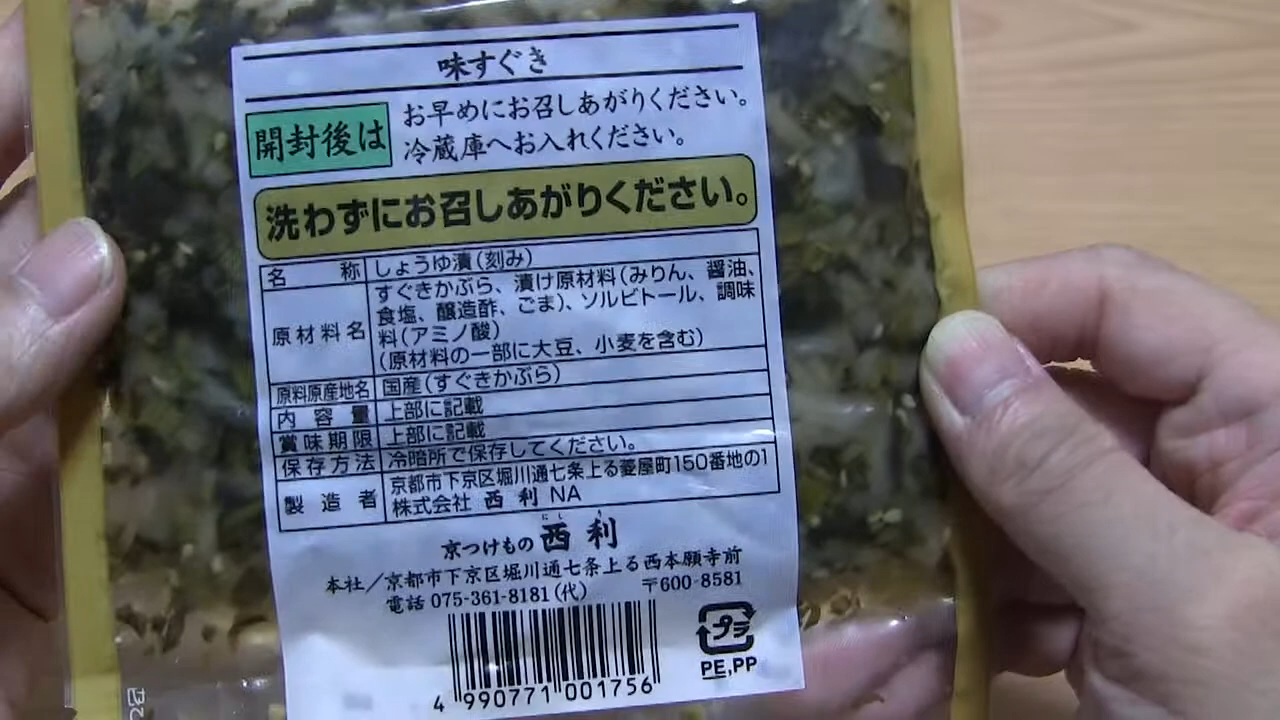 味すぐき
開封後は
お早めにお召しあがりください。
冷蔵庫へお入れください。
洗わずにお召しあがりください。
名称 しょうゆ漬(刻み)
原材料名 すぐきかぶら、漬け原材料(みりん、醤油、
食塩、醸造酢、ごま)、ソルビトール、調味
料(アミノ酸)
(原材料の一部に大豆、小麦を含む)
原料原産地名 国産(すぐきかぶら)
内容量 上部に記載
賞味期限 上部に記載
保存方法 冷暗所で保存してください。
製造者 京都市下京区堀川通七条上る菱屋町150番地の1
株式会社 西利 NA
にし り
京つけもの 西利
本社/京都市下京区堀川通七条上る西本願寺前
電話 075-361-8181(代) 〒600-8581
プラ
PE,PP
4 990771 001756